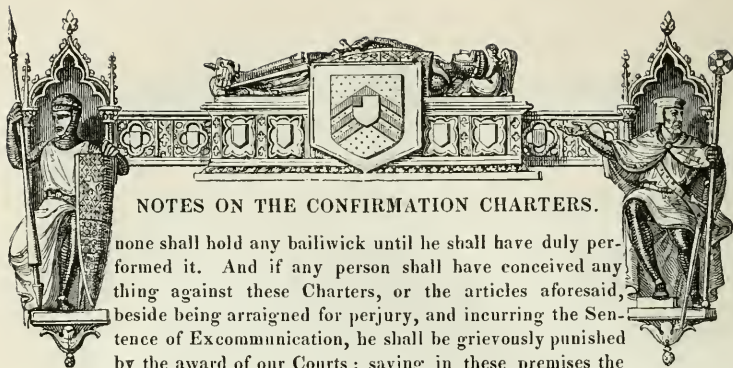 NOTES ON THE CONFIRMATION CHARTERS.
none shall hold any bailiwick until he shall have duly per-
formed it. And if any person shall have conceived any
thing against these Charters, or the articles aforesaid,
beside being arraigned for perjury, and incurring the Sen-
tence of Excommunication, he shall be grievously punished
by the award of our Courts; saving in these premises the